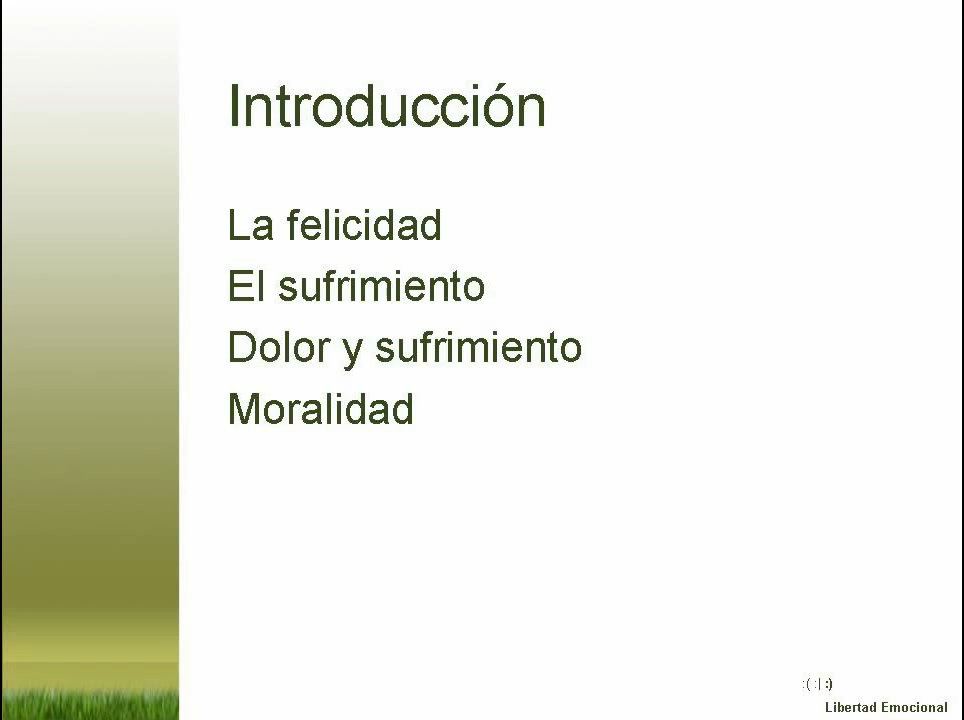 Introducción
La felicidad
El sufrimiento
Dolor y sufrimiento
Moralidad
:( :| :)
Libertad Emocional